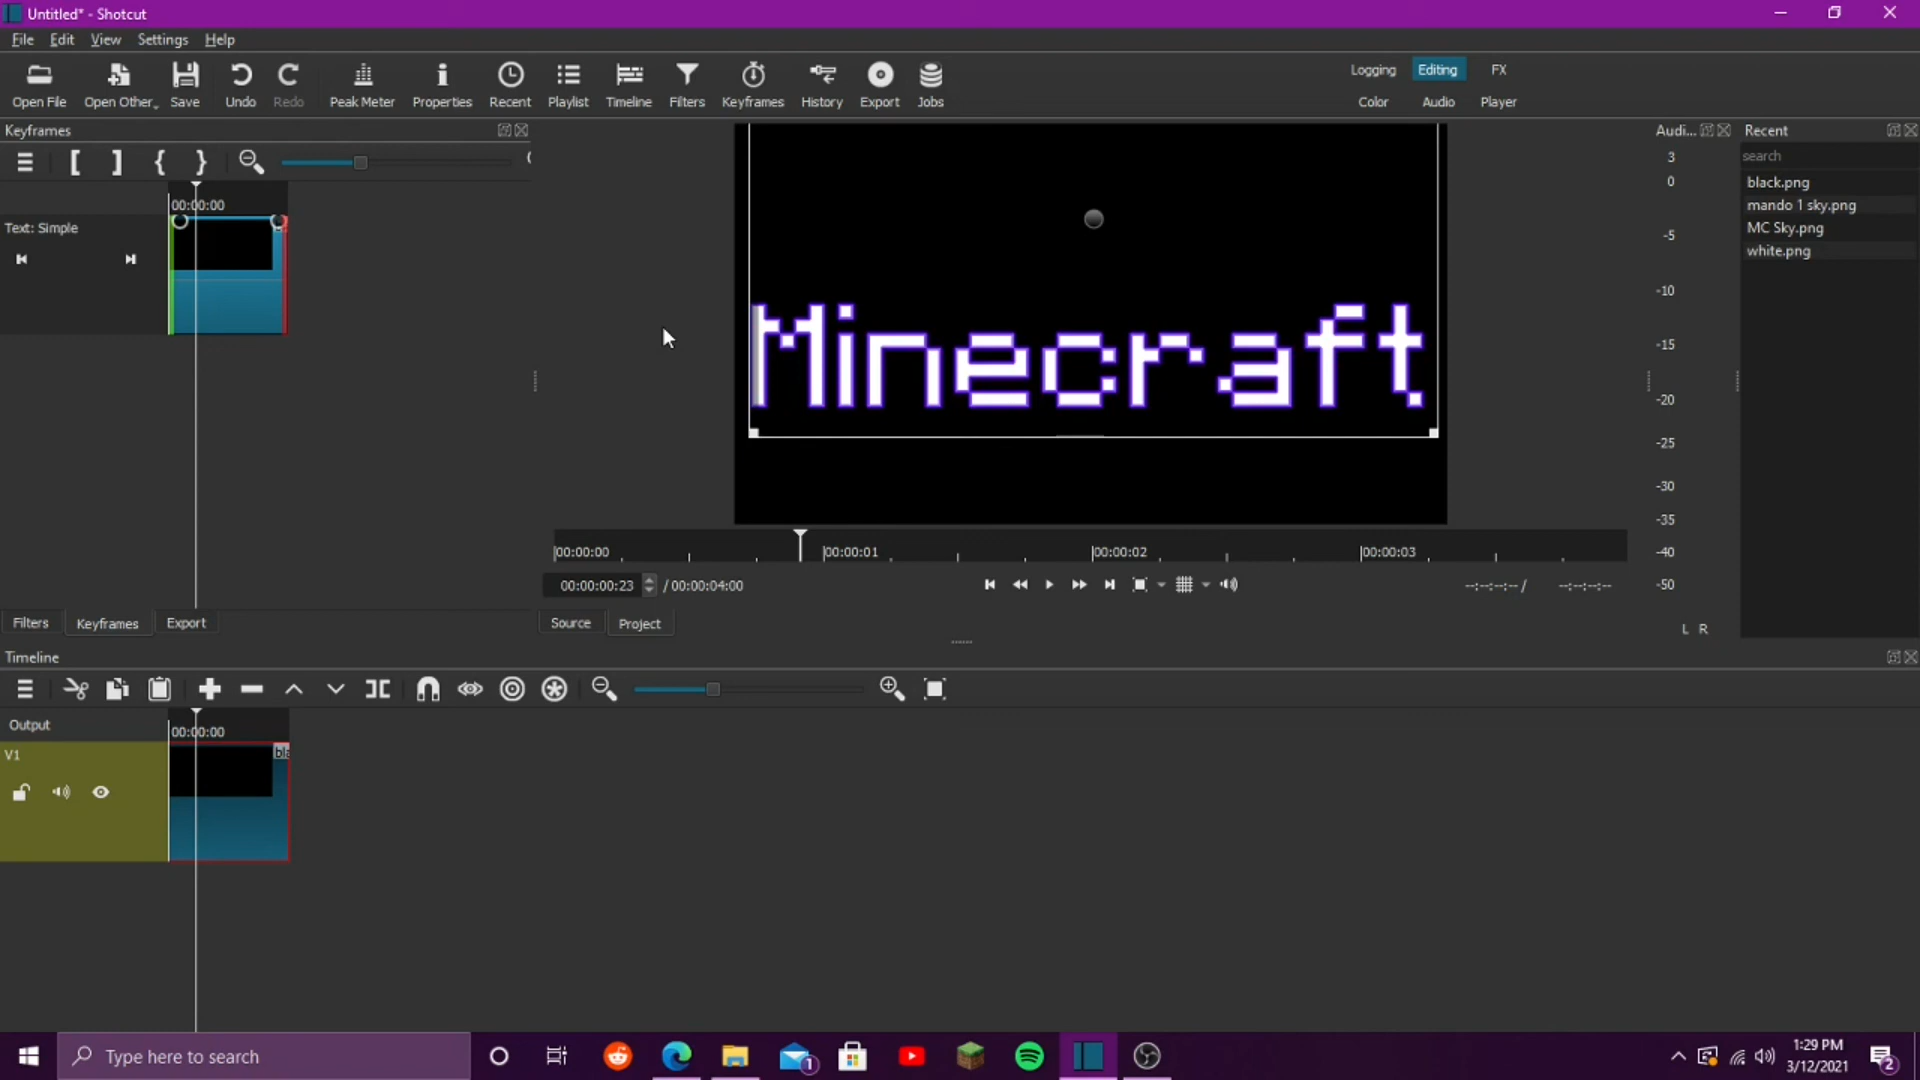 Untitled* - Shotcut
File Edit View Settings Help
Open File Open Other... Save Undo Redo Peak Meter Properties Recent Playlist Timeline Filters Keyframes History Export Jobs
Logging Editing FX
Color Audio Player
Keyframes
Audi... Recent
search
black.png
mando 1 sky.png
MC Sky.png
white.png
00:00:00
Text: Simple
Minecraft
3
0
-5
-10
-15
-20
-25
-30
-35
-40
-50
L R
00:00:00 00:00:01 00:00:02 00:00:03
00:00:00:23 / 00:00:04:00 --:--:--:-- / --:--:--:--
Filters Keyframes Export Source Project
Timeline
Output 00:00:00
V1
Type here to search
1
1:29 PM
3/12/2021
2